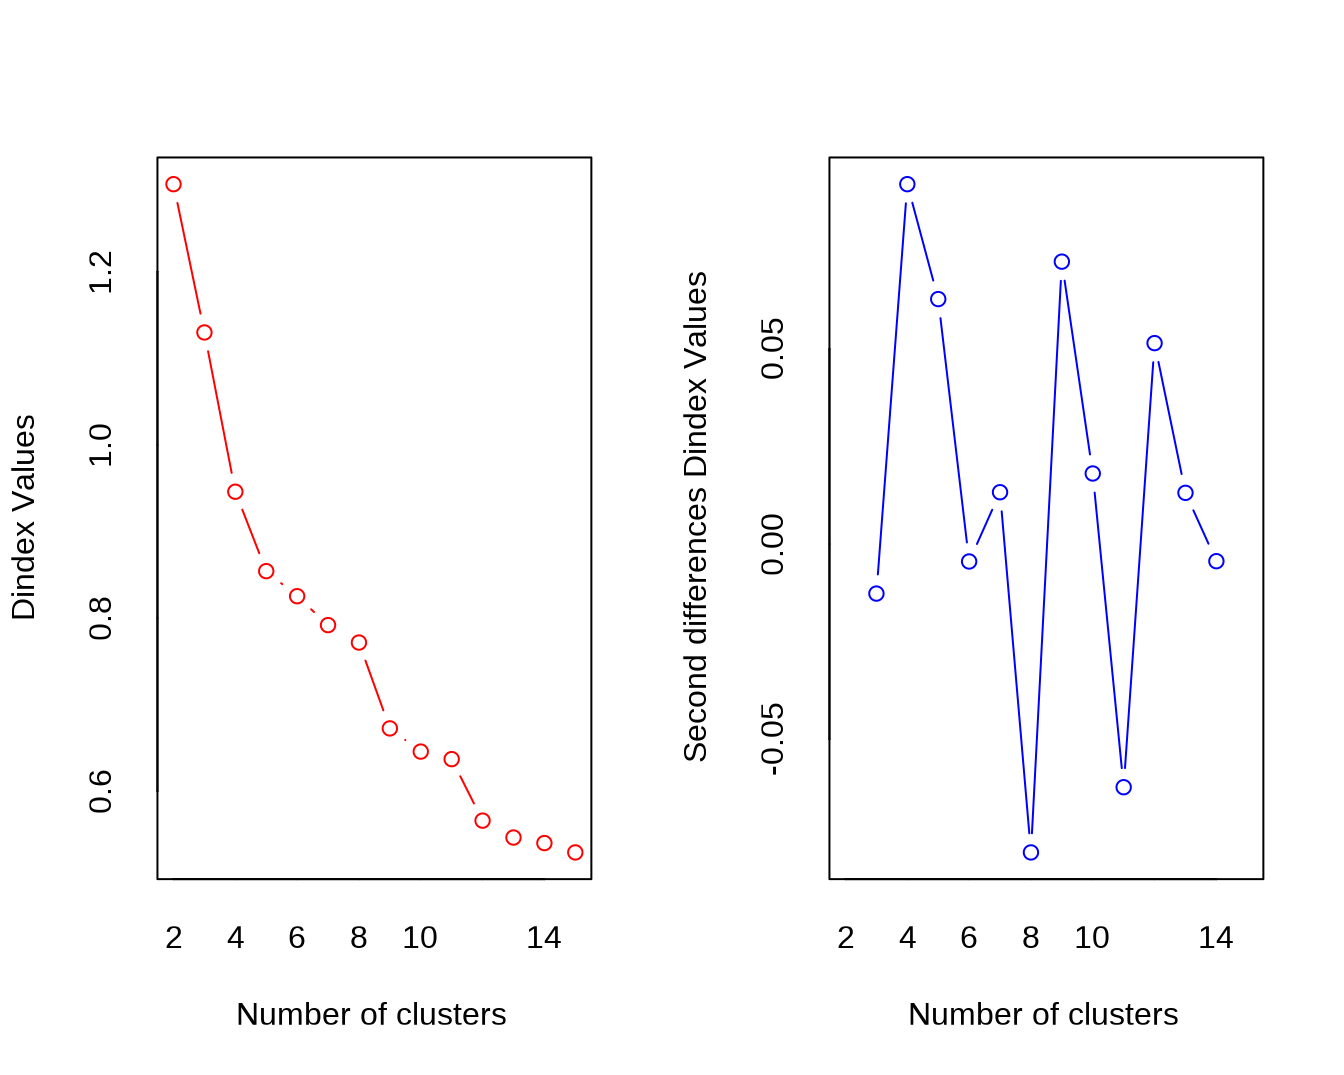 Dindex Values
1.2
1.0
0.8
0.6
2 4 6 8 10 14
Number of clusters
Second differences Dindex Values
0.05
0.00
-0.05
2 4 6 8 10 14
Number of clusters